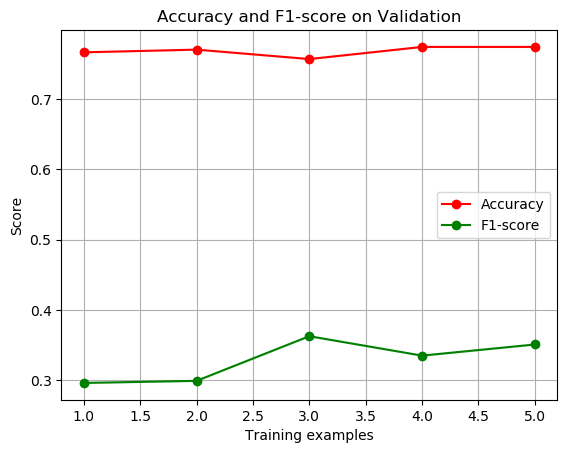 Accuracy and F1-score on Validation
Score
0.7
0.6
0.5
0.4
0.3
Accuracy
F1-score
1.0 1.5 2.0 2.5 3.0 3.5 4.0 4.5 5.0
Training examples